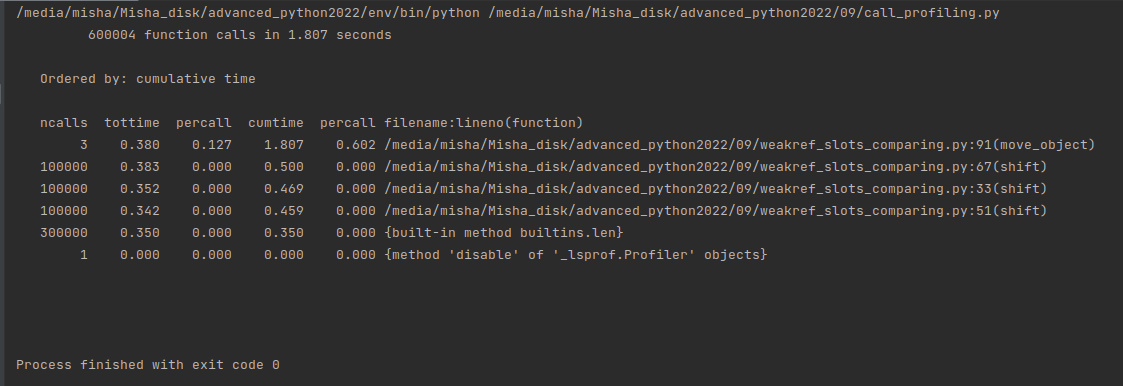 /media/misha/Misha_disk/advanced_python2022/env/bin/python /media/misha/Misha_disk/advanced_python2022/09/call_profiling.py
         600004 function calls in 1.807 seconds

   Ordered by: cumulative time

   ncalls  tottime  percall  cumtime  percall filename:lineno(function)
        3    0.380    0.127    1.807    0.602 /media/misha/Misha_disk/advanced_python2022/09/weakref_slots_comparing.py:91(move_object)
   100000    0.383    0.000    0.500    0.000 /media/misha/Misha_disk/advanced_python2022/09/weakref_slots_comparing.py:67(shift)
   100000    0.352    0.000    0.469    0.000 /media/misha/Misha_disk/advanced_python2022/09/weakref_slots_comparing.py:33(shift)
   100000    0.342    0.000    0.459    0.000 /media/misha/Misha_disk/advanced_python2022/09/weakref_slots_comparing.py:51(shift)
   300000    0.350    0.000    0.350    0.000 {built-in method builtins.len}
        1    0.000    0.000    0.000    0.000 {method 'disable' of '_lsprof.Profiler' objects}

Process finished with exit code 0